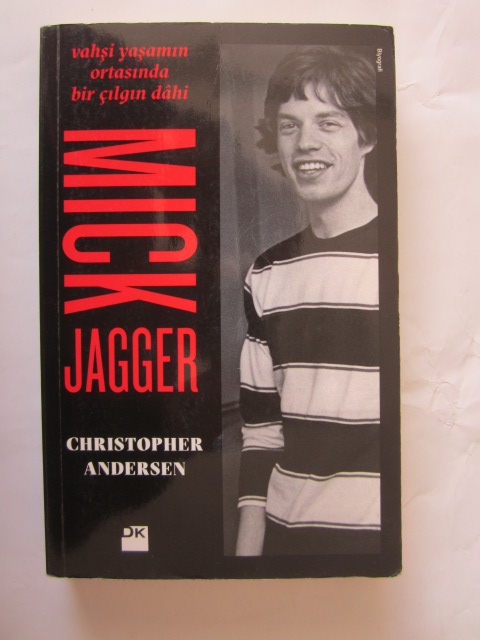 vahşi yaşamın
ortasında
bir çılgın dâhi
MICK
JAGGER
CHRISTOPHER
ANDERSEN
DK
Biyografi